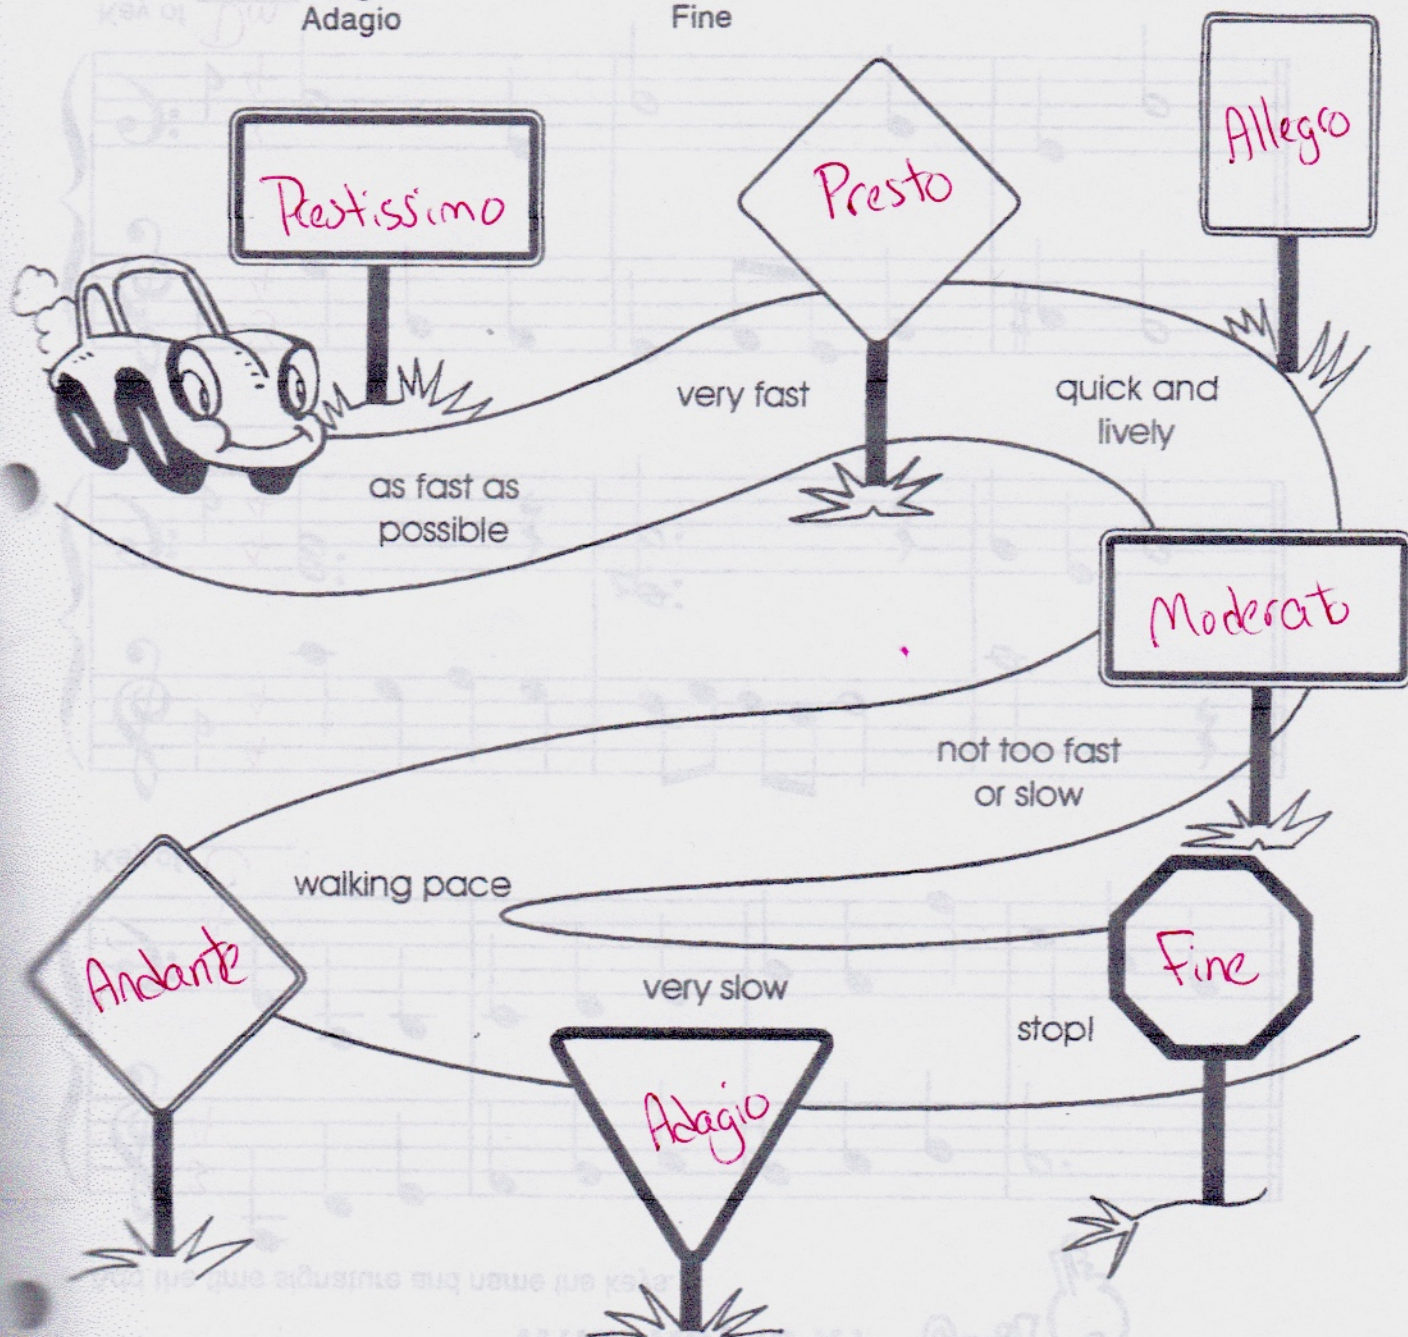 Adagio
Fine
Prestissimo
Presto
Allegro
very fast
quick and
lively
as fast as
possible
Moderato
not too fast
or slow
walking pace
Andante
Fine
very slow
stop!
Adagio